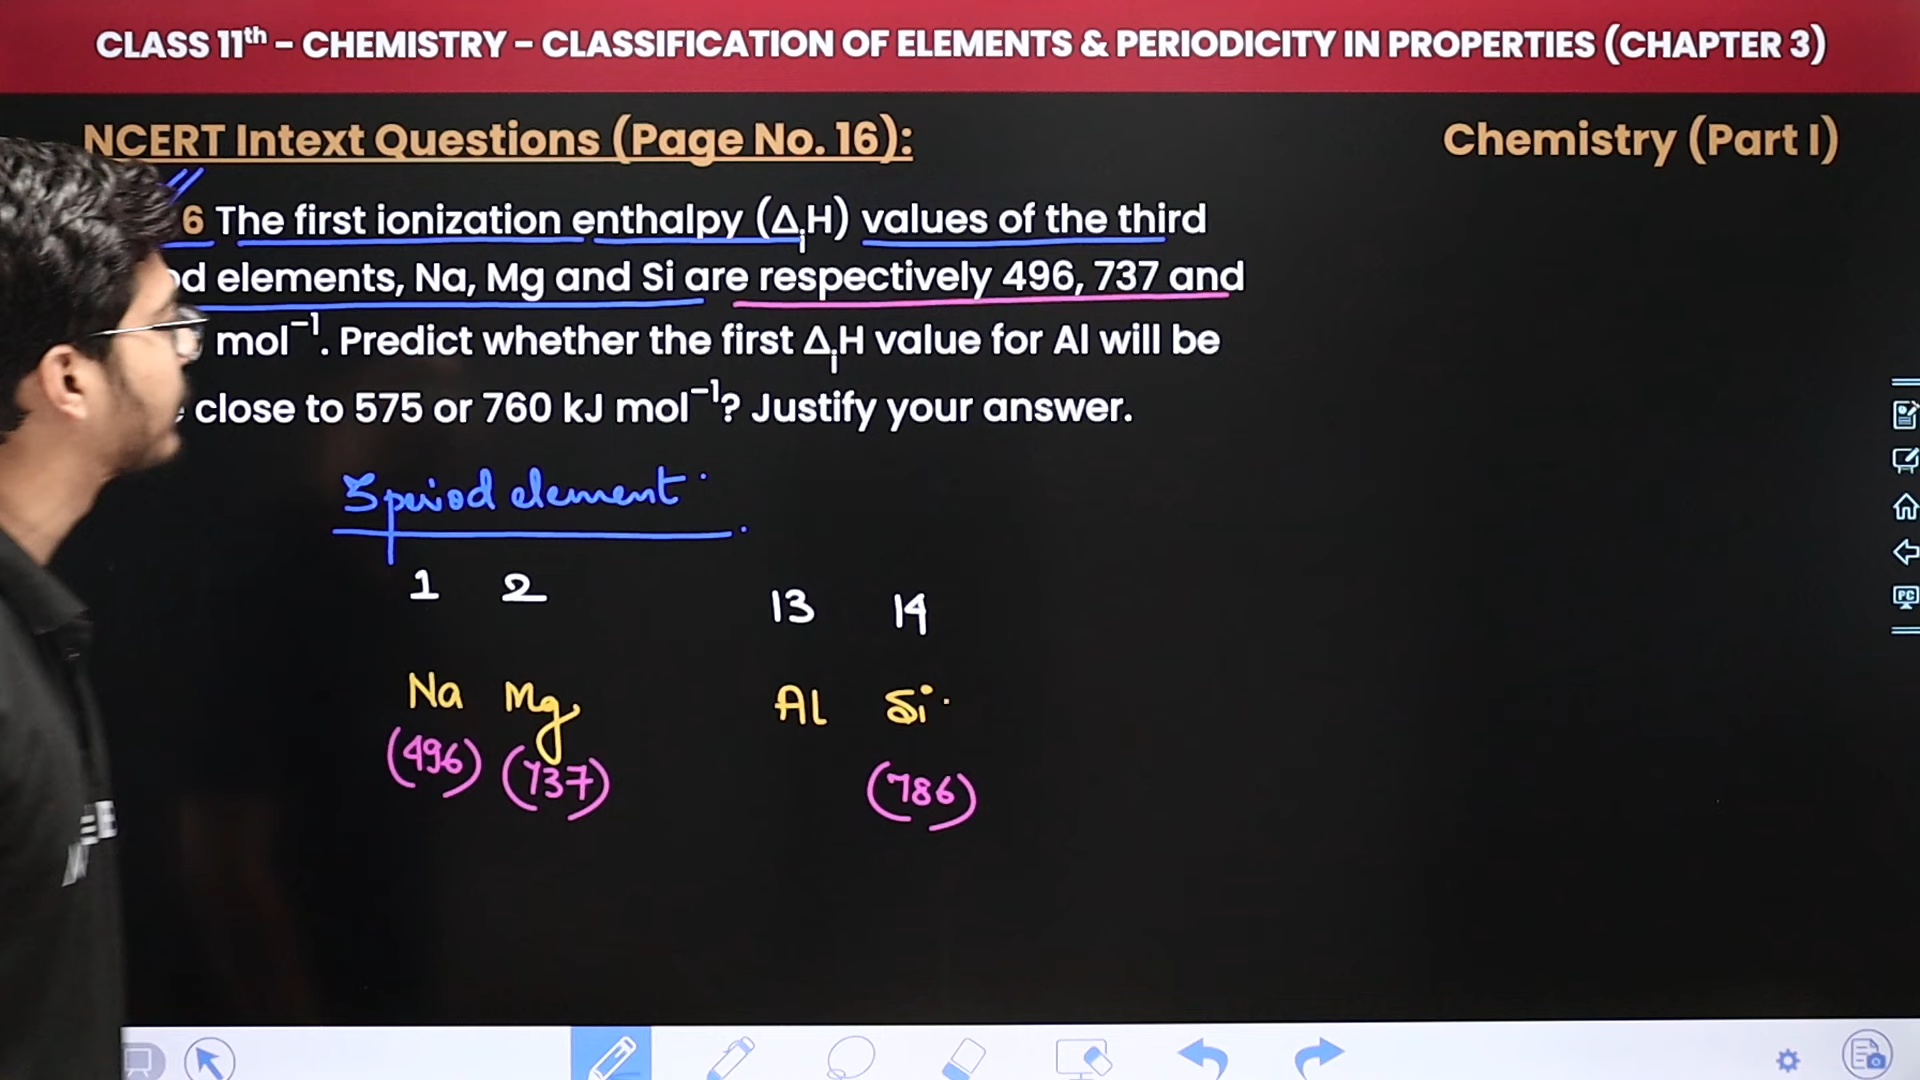 CLASS 11th – CHEMISTRY – CLASSIFICATION OF ELEMENTS & PERIODICITY IN PROPERTIES (CHAPTER 3)
NCERT Intext Questions (Page No. 16):
Chemistry (Part I)
6 The first ionization enthalpy (ΔiH) values of the third
elements, Na, Mg and Si are respectively 496, 737 and
mol⁻¹. Predict whether the first ΔiH value for Al will be
close to 575 or 760 kJ mol⁻¹? Justify your answer.
3 period element
1 2 13 14
Na Mg Al Si
(496) (737) (786)
PC